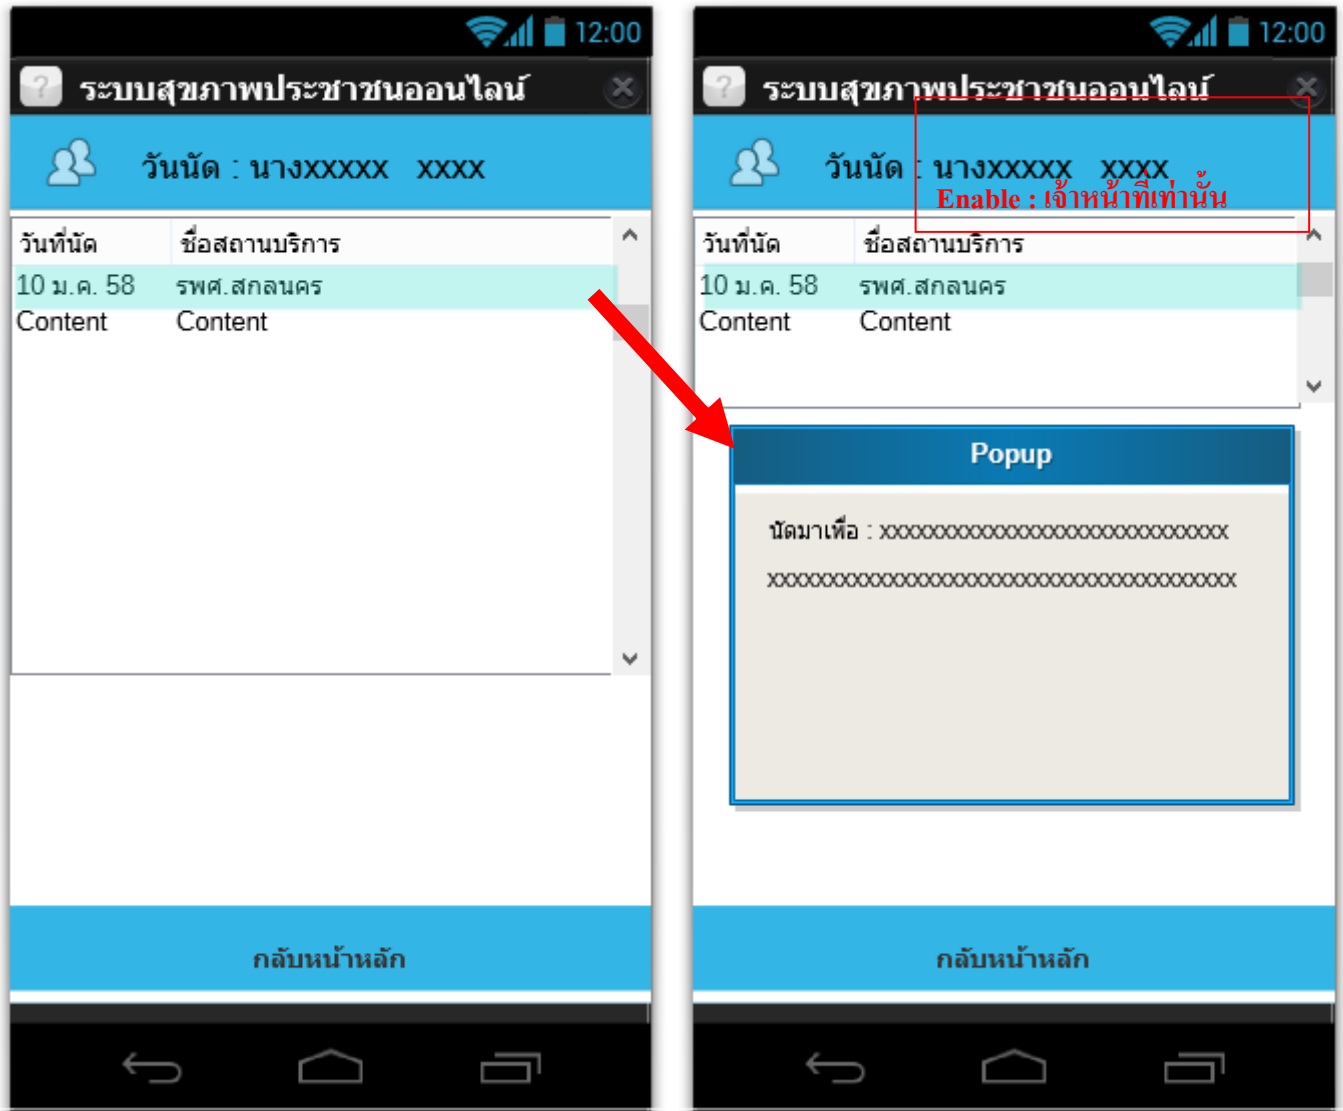 12:00
ระบบสุขภาพประชาชนออนไลน์
วันนัด : นางxxxxx xxxx
วันที่นัด ชื่อสถานบริการ
10 ม.ค. 58 รพศ.สกลนคร
Content Content
กลับหน้าหลัก
12:00
ระบบสุขภาพประชาชนออนไลน์
วันนัด : นางxxxxx xxxx
Enable : เจ้าหน้าที่เท่านั้น
วันที่นัด ชื่อสถานบริการ
10 ม.ค. 58 รพศ.สกลนคร
Content Content
Popup
นัดมาเพื่อ : xxxxxxxxxxxxxxxxxxxxxxxxxxxxx
xxxxxxxxxxxxxxxxxxxxxxxxxxxxxxxxxxxxxxx
กลับหน้าหลัก